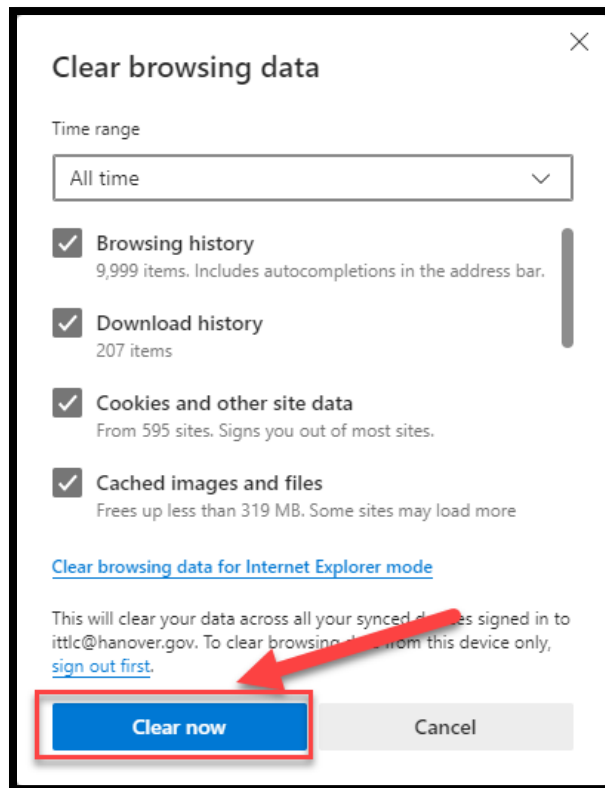 Clear browsing data
Time range
All time
Browsing history
9,999 items. Includes autocompletions in the address bar.
Download history
207 items
Cookies and other site data
From 595 sites. Signs you out of most sites.
Cached images and files
Frees up less than 319 MB. Some sites may load more
Clear browsing data for Internet Explorer mode
This will clear your data across all your synced devices signed in to
ittlc@hanover.gov. To clear browsing from this device only,
sign out first.
Clear now
Cancel